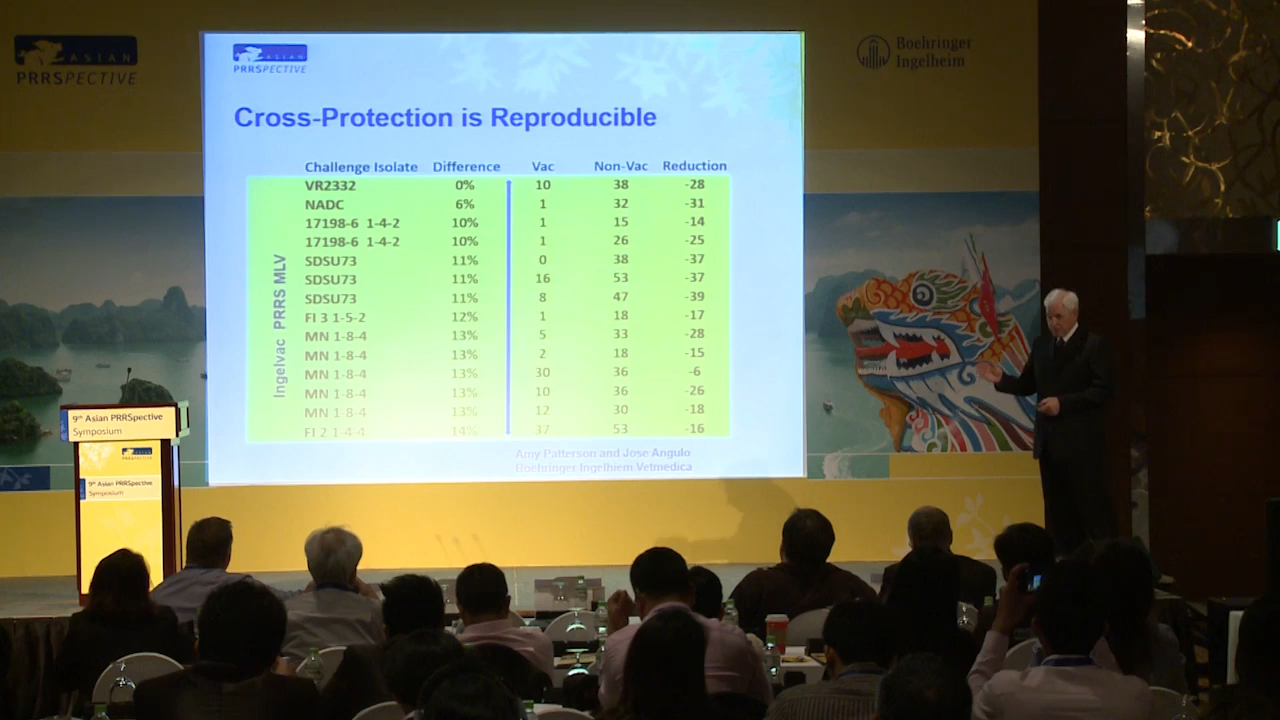 ASIAN
PRRSPECTIVE
Boehringer
Ingelheim
ASIAN
PRRSPECTIVE
Cross-Protection is Reproducible
Challenge Isolate Difference Vac Non-Vac Reduction
Ingelvac PRRS MLV
VR2332 0% 10 38 -28
NADC 6% 1 32 -31
17198-6 1-4-2 10% 1 15 -14
17198-6 1-4-2 10% 1 26 -25
SDSU73 11% 0 38 -37
SDSU73 11% 16 53 -37
SDSU73 11% 8 47 -39
FI 3 1-5-2 12% 1 18 -17
MN 1-8-4 13% 5 33 -28
MN 1-8-4 13% 2 18 -15
MN 1-8-4 13% 30 36 -6
MN 1-8-4 13% 10 36 -26
MN 1-8-4 13% 12 30 -18
FI 2 1-4-4 14% 37 53 -16
Amy Patterson and Jose Angulo
Boehringer Ingelhiem Vetmedica
9th Asian PRRSpective
Symposium
9th Asian PRRSpective
Symposium